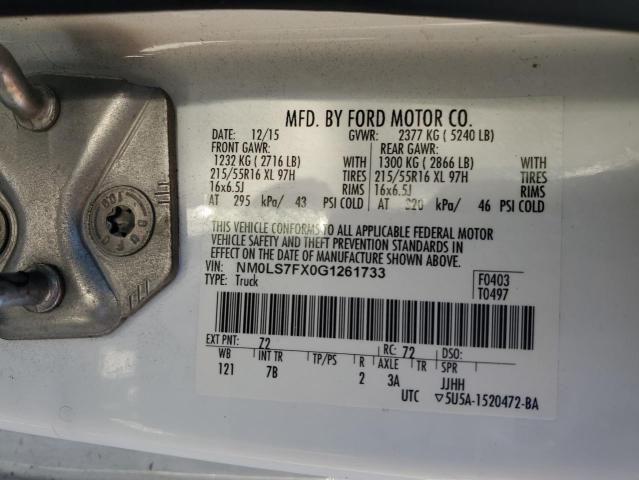 MFD. BY FORD MOTOR CO.
DATE: 12/15 GVWR: 2377 KG ( 5240 LB)
FRONT GAWR: REAR GAWR:
1232 KG ( 2716 LB) WITH 1300 KG ( 2866 LB) WITH
215/55R16 XL 97H TIRES 215/55R16 XL 97H TIRES
16x6.5J RIMS 16x6.5J RIMS
AT 295 kPa/ 43 PSI COLD AT 320 kPa/ 46 PSI COLD
THIS VEHICLE CONFORMS TO ALL APPLICABLE FEDERAL MOTOR
VEHICLE SAFETY AND THEFT PREVENTION STANDARDS IN
EFFECT ON THE DATE OF MANUFACTURE SHOWN ABOVE.
VIN: NM0LS7FX0G1261733 F0403
TYPE: Truck T0497
EXT PNT: 72 RC: 72 DSO:
WB INT TR TP/PS R AXLE TR SPR
121 7B 2 3A JJHH
UTC ▽5U5A-1520472-BA